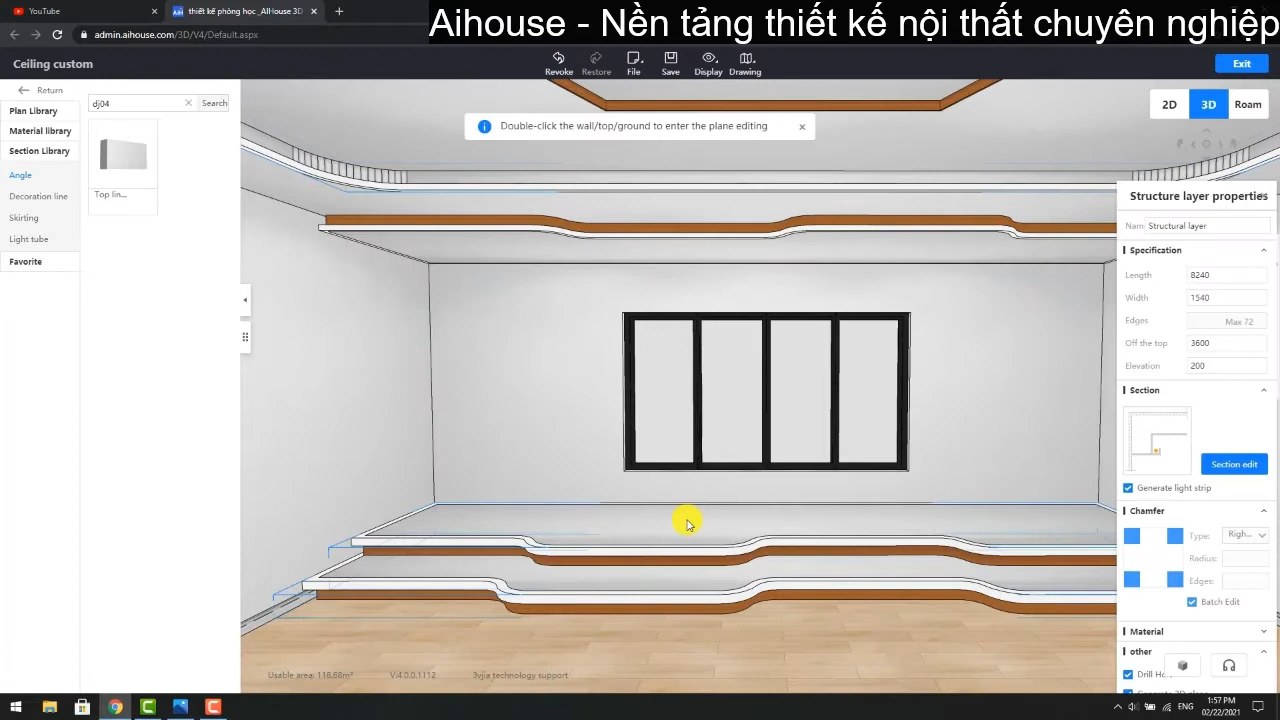 YouTube
thiết kế phòng học_AIHouse 3D
Aihouse - Nền tảng thiết kế nội thất chuyên nghiệp
admin.aihouse.com/3D/V4/Default.aspx
Ceiling custom
Revoke
Restore
File
Save
Display
Drawing
Exit
Return
Plan Library
Material library
Section Library
Angle
Decoration line
Skirting
Light tube
Favorite
dj04
Search
Top lin...
Double-click the wall/top/ground to enter the plane editing
2D
3D
Roam
Structure layer properties
Nam
Structural layer
Specification
Length
8240
Width
1540
Edges
Max 72
Off the top
3600
Elevation
200
Section
Section edit
Generate light strip
Chamfer
Type:
Righ...
Radius:
Edges:
Batch Edit
Material
other
Usable area: 118.68m²
V:4.0.0.1112
3vjia technology support
ENG
1:57 PM
02/22/2021